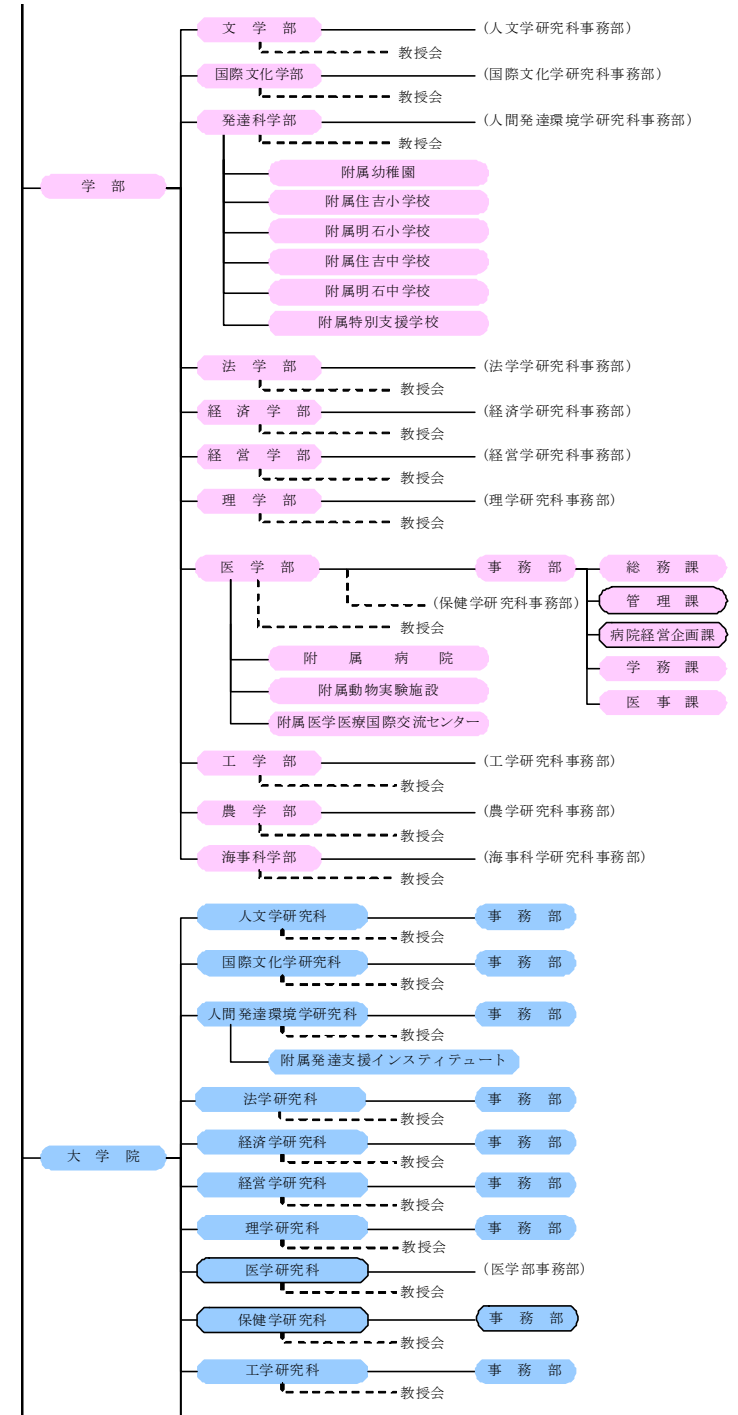 文 学 部 (人文学研究科事務部)
教授会
国際文化学部 (国際文化学研究科事務部)
教授会
発達科学部 (人間発達環境学研究科事務部)
教授会
附属幼稚園
学 部
附属住吉小学校
附属明石小学校
附属住吉中学校
附属明石中学校
附属特別支援学校
法 学 部 (法学学研究科事務部)
教授会
経 済 学 部 (経済学研究科事務部)
教授会
経 営 学 部 (経営学研究科事務部)
教授会
理 学 部 (理学研究科事務部)
教授会
医 学 部 事 務 部 総 務 課
(保健学研究科事務部) 管 理 課
教授会 病院経営企画課
附 属 病 院 学 務 課
附属動物実験施設 医 事 課
附属医学医療国際交流センター
工 学 部 (工学研究科事務部)
教授会
農 学 部 (農学研究科事務部)
教授会
海事科学部 (海事科学研究科事務部)
教授会
人文学研究科 事 務 部
教授会
国際文化学研究科 事 務 部
教授会
人間発達環境学研究科 事 務 部
教授会
附属発達支援インスティテュート
法学研究科 事 務 部
教授会
経済学研究科 事 務 部
大 学 院 教授会
経営学研究科 事 務 部
教授会
理学研究科 事 務 部
教授会
医学研究科 (医学部事務部)
教授会
保健学研究科 事 務 部
教授会
工学研究科 事 務 部
教授会